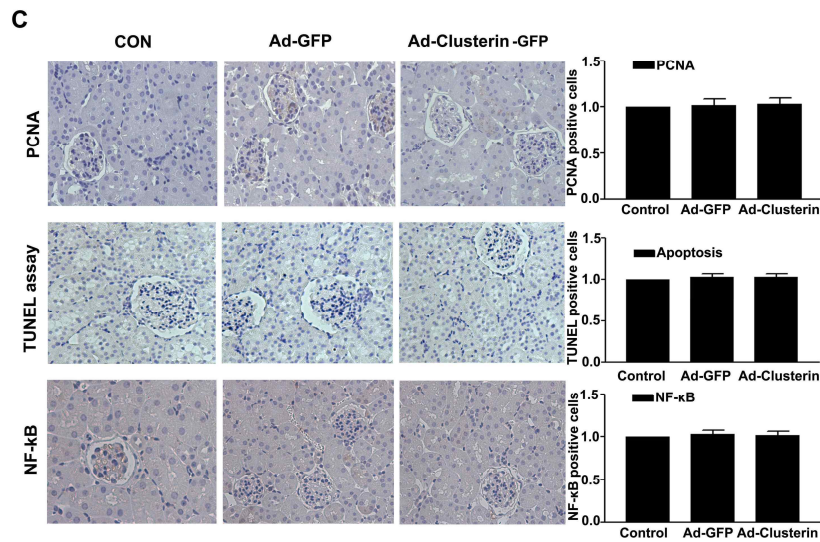 C
CON
Ad-GFP
Ad-Clusterin-GFP
PCNA
PCNA positive cells
1.5
1.0
0.5
0.0
PCNA
Control
Ad-GFP
Ad-Clusterin
TUNEL assay
TUNEL positive cells
1.5
1.0
0.5
0.0
Apoptosis
Control
Ad-GFP
Ad-Clusterin
NF-κB
NF-κB positive cells
1.5
1.0
0.5
0.0
NF-κB
Control
Ad-GFP
Ad-Clusterin